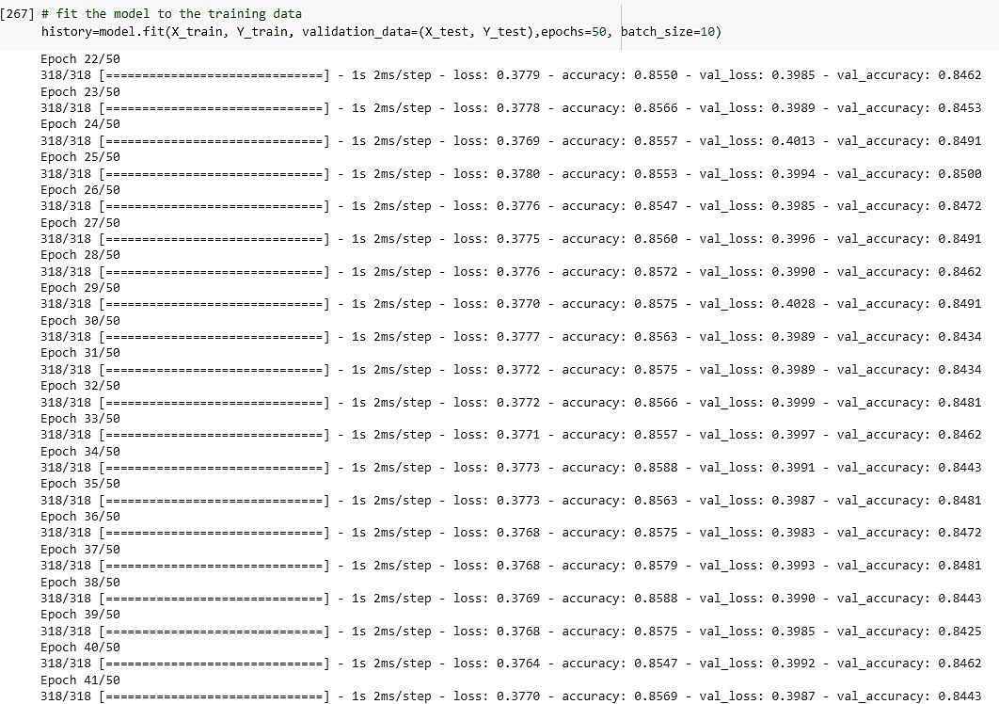 [267] # fit the model to the training data
history=model.fit(X_train, Y_train, validation_data=(X_test, Y_test),epochs=50, batch_size=10)
Epoch 22/50
318/318 [==============================] - 1s 2ms/step - loss: 0.3779 - accuracy: 0.8550 - val_loss: 0.3985 - val_accuracy: 0.8462
Epoch 23/50
318/318 [==============================] - 1s 2ms/step - loss: 0.3778 - accuracy: 0.8566 - val_loss: 0.3989 - val_accuracy: 0.8453
Epoch 24/50
318/318 [==============================] - 1s 2ms/step - loss: 0.3769 - accuracy: 0.8557 - val_loss: 0.4013 - val_accuracy: 0.8491
Epoch 25/50
318/318 [==============================] - 1s 2ms/step - loss: 0.3780 - accuracy: 0.8553 - val_loss: 0.3994 - val_accuracy: 0.8500
Epoch 26/50
318/318 [==============================] - 1s 2ms/step - loss: 0.3776 - accuracy: 0.8547 - val_loss: 0.3985 - val_accuracy: 0.8472
Epoch 27/50
318/318 [==============================] - 1s 2ms/step - loss: 0.3775 - accuracy: 0.8560 - val_loss: 0.3996 - val_accuracy: 0.8491
Epoch 28/50
318/318 [==============================] - 1s 2ms/step - loss: 0.3776 - accuracy: 0.8572 - val_loss: 0.3990 - val_accuracy: 0.8462
Epoch 29/50
318/318 [==============================] - 1s 2ms/step - loss: 0.3770 - accuracy: 0.8575 - val_loss: 0.4028 - val_accuracy: 0.8491
Epoch 30/50
318/318 [==============================] - 1s 2ms/step - loss: 0.3777 - accuracy: 0.8563 - val_loss: 0.3989 - val_accuracy: 0.8434
Epoch 31/50
318/318 [==============================] - 1s 2ms/step - loss: 0.3772 - accuracy: 0.8575 - val_loss: 0.3989 - val_accuracy: 0.8434
Epoch 32/50
318/318 [==============================] - 1s 2ms/step - loss: 0.3772 - accuracy: 0.8566 - val_loss: 0.3999 - val_accuracy: 0.8481
Epoch 33/50
318/318 [==============================] - 1s 2ms/step - loss: 0.3771 - accuracy: 0.8557 - val_loss: 0.3997 - val_accuracy: 0.8462
Epoch 34/50
318/318 [==============================] - 1s 2ms/step - loss: 0.3773 - accuracy: 0.8588 - val_loss: 0.3991 - val_accuracy: 0.8443
Epoch 35/50
318/318 [==============================] - 1s 2ms/step - loss: 0.3773 - accuracy: 0.8563 - val_loss: 0.3987 - val_accuracy: 0.8481
Epoch 36/50
318/318 [==============================] - 1s 2ms/step - loss: 0.3768 - accuracy: 0.8575 - val_loss: 0.3983 - val_accuracy: 0.8472
Epoch 37/50
318/318 [==============================] - 1s 2ms/step - loss: 0.3768 - accuracy: 0.8579 - val_loss: 0.3993 - val_accuracy: 0.8481
Epoch 38/50
318/318 [==============================] - 1s 2ms/step - loss: 0.3769 - accuracy: 0.8588 - val_loss: 0.3990 - val_accuracy: 0.8443
Epoch 39/50
318/318 [==============================] - 1s 2ms/step - loss: 0.3768 - accuracy: 0.8575 - val_loss: 0.3985 - val_accuracy: 0.8425
Epoch 40/50
318/318 [==============================] - 1s 2ms/step - loss: 0.3764 - accuracy: 0.8547 - val_loss: 0.3992 - val_accuracy: 0.8462
Epoch 41/50
318/318 [==============================] - 1s 2ms/step - loss: 0.3770 - accuracy: 0.8569 - val_loss: 0.3987 - val_accuracy: 0.8443